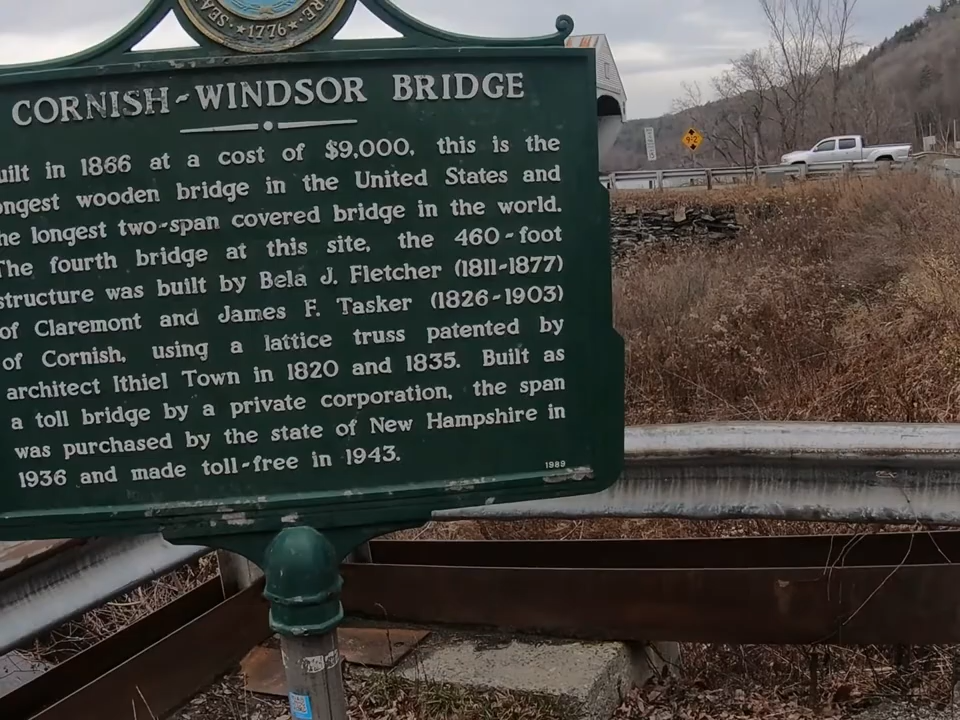 1776
CORNISH-WINDSOR BRIDGE
uilt in 1866 at a cost of $9,000, this is the
ongest wooden bridge in the United States and
he longest two-span covered bridge in the world.
The fourth bridge at this site, the 460-foot
structure was built by Bela J. Fletcher (1811-1877)
of Claremont and James F. Tasker (1826-1903)
of Cornish, using a lattice truss patented by
architect Ithiel Town in 1820 and 1835. Built as
a toll bridge by a private corporation, the span
was purchased by the state of New Hampshire in
1936 and made toll-free in 1943.
1989
9-2